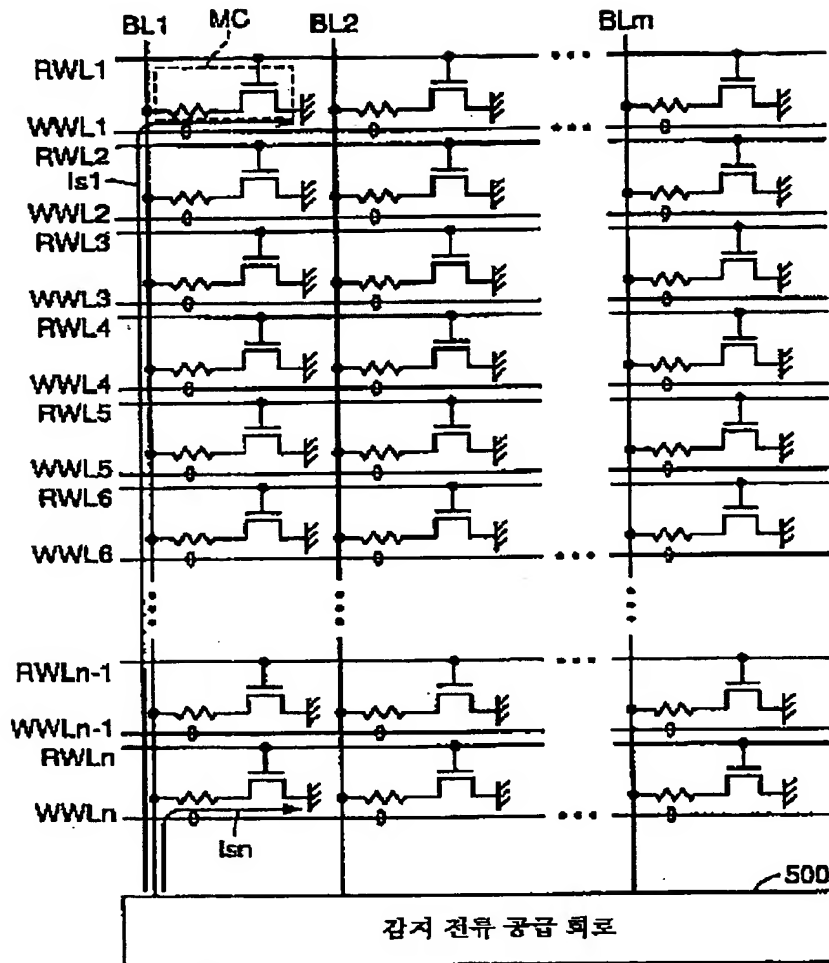 BL1 MC BL2 BLm
RWL1
WWL1
RWL2
Is1
WWL2
RWL3
WWL3
RWL4
WWL4
RWL5
WWL5
RWL6
WWL6
RWLn-1
WWLn-1
RWLn
WWLn
Isn
500
감지 전류 공급 회로